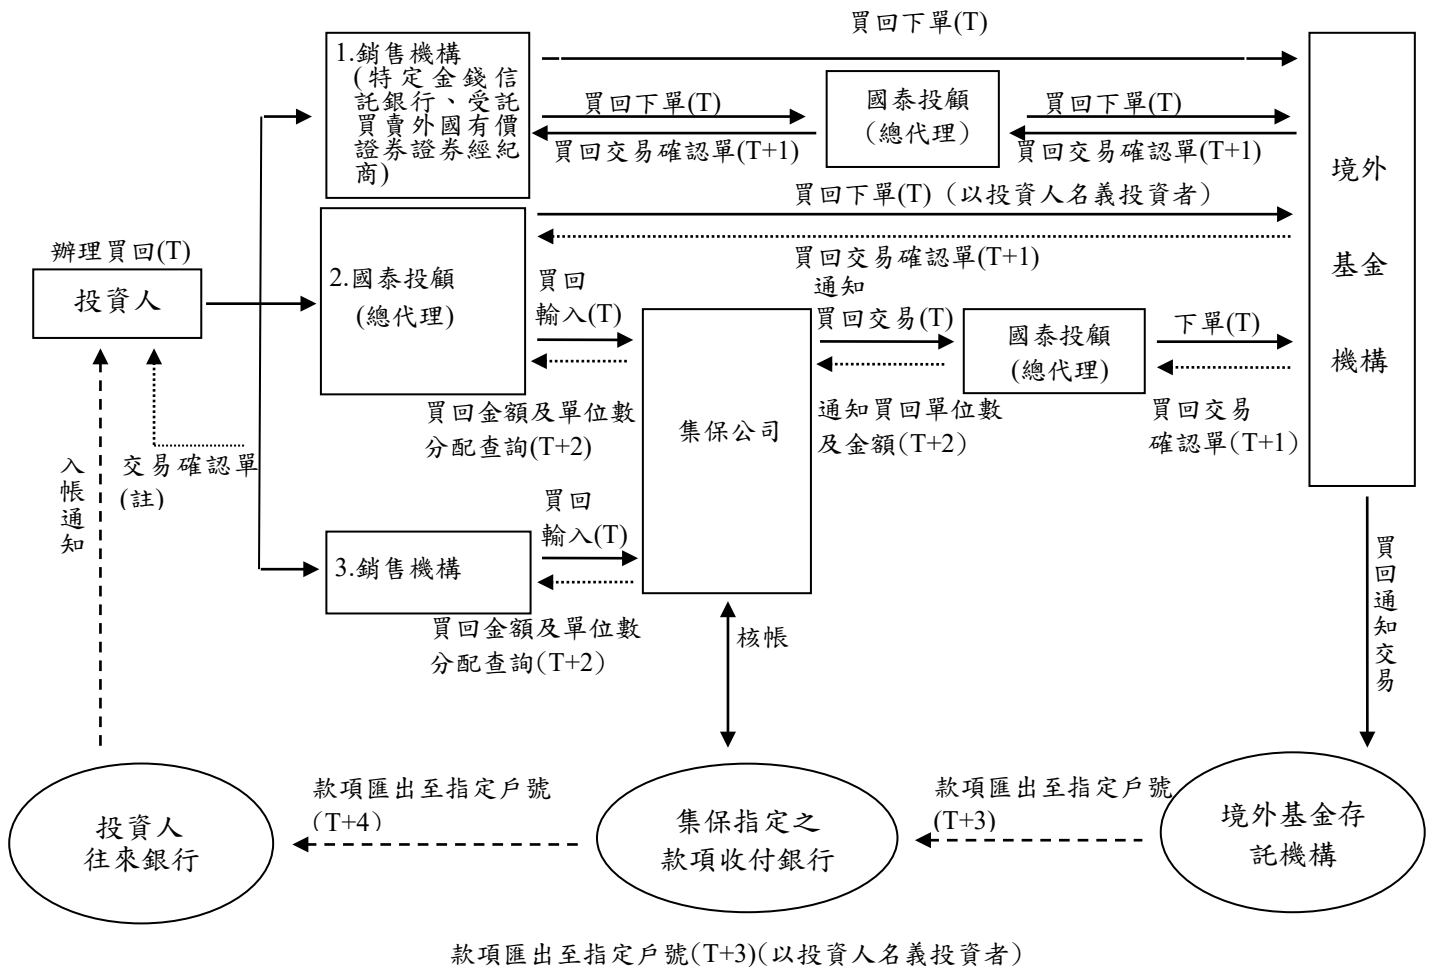 買回下單(T)
1.銷售機構
(特定金錢信
託銀行、受託
買賣外國有價
證券證券經紀
商)
買回下單(T)
買回交易確認單(T+1)
國泰投顧
(總代理)
買回下單(T)
買回交易確認單(T+1)
境外
基金
機構
買回下單(T)（以投資人名義投資者）
買回交易確認單(T+1)
辦理買回(T)
投資人
2.國泰投顧
(總代理)
買回
輸入(T)
通知
買回交易(T)
國泰投顧
(總代理)
下單(T)
買回金額及單位數
分配查詢(T+2)
集保公司
通知買回單位數
及金額(T+2)
買回交易
確認單(T+1)
入帳通知
交易確認單
(註)
買回
輸入(T)
3.銷售機構
買回金額及單位數
分配查詢(T+2)
核帳
買回通知交易
款項匯出至指定戶號
(T+4)
款項匯出至指定戶號
(T+3)
投資人
往來銀行
集保指定之
款項收付銀行
境外基金存
託機構
款項匯出至指定戶號(T+3)(以投資人名義投資者)